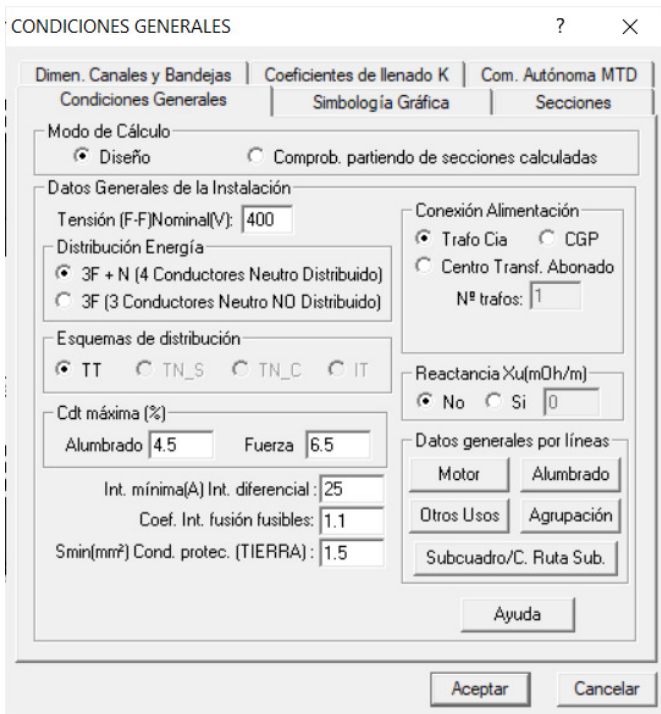 CONDICIONES GENERALES ?
Dimen. Canales y Bandejas Coeficientes de llenado K Com. Autónoma MTD
Condiciones Generales Simbología Gráfica Secciones
Modo de Cálculo
Diseño Comprob. partiendo de secciones calculadas
Datos Generales de la Instalación
Tensión (F-F)Nominal(V): 400
Distribución Energía
3F + N (4 Conductores Neutro Distribuido)
3F (3 Conductores Neutro NO Distribuido)
Esquemas de distribución
TT TN_S TN_C IT
Cdt máxima (%)
Alumbrado 4.5 Fuerza 6.5
Int. mínima(A) Int. diferencial : 25
Coef. Int. fusión fusibles: 1.1
Smin(mm²) Cond. protec. (TIERRA) : 1.5
Conexión Alimentación
Trafo Cia CGP
Centro Transf. Abonado
Nº trafos: 1
Reactancia Xu(mOh/m)
No Si 0
Datos generales por líneas
Motor Alumbrado
Otros Usos Agrupación
Subcuadro/C. Ruta Sub.
Ayuda
Aceptar Cancelar